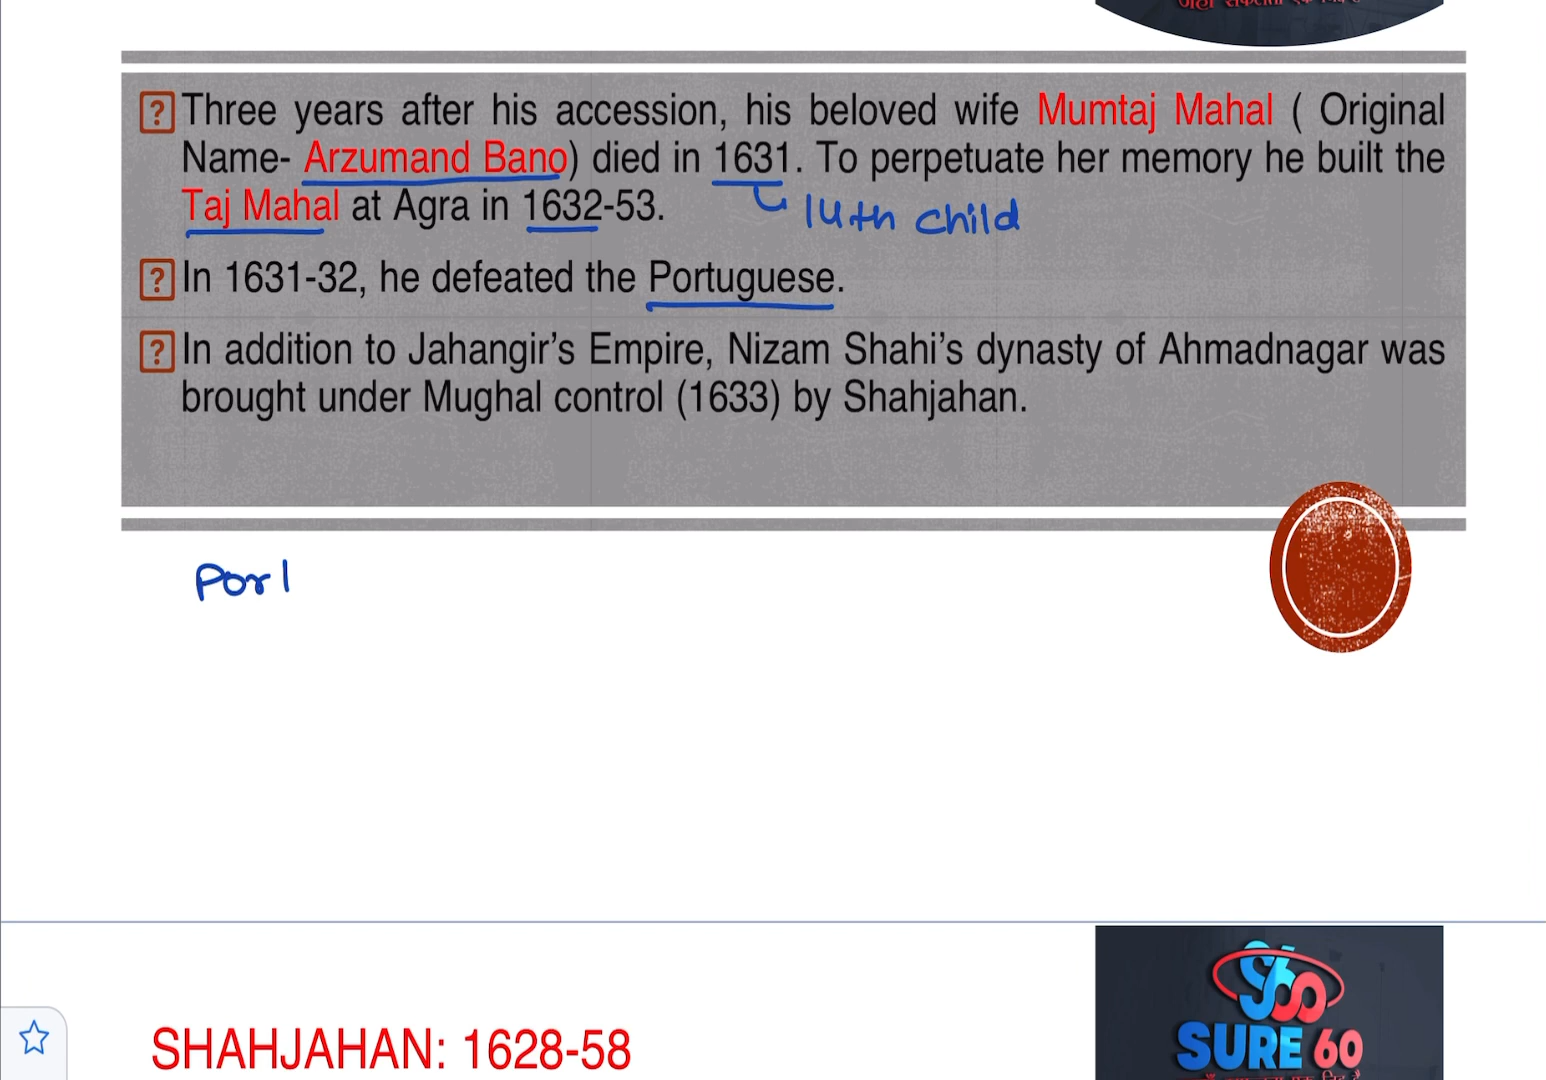 Three years after his accession, his beloved wife Mumtaj Mahal ( Original
Name- Arzumand Bano) died in 1631. To perpetuate her memory he built the
Taj Mahal at Agra in 1632-53.
14th child
In 1631-32, he defeated the Portuguese.
In addition to Jahangir's Empire, Nizam Shahi's dynasty of Ahmadnagar was
brought under Mughal control (1633) by Shahjahan.
Por
SHAHJAHAN: 1628-58
SURE 60